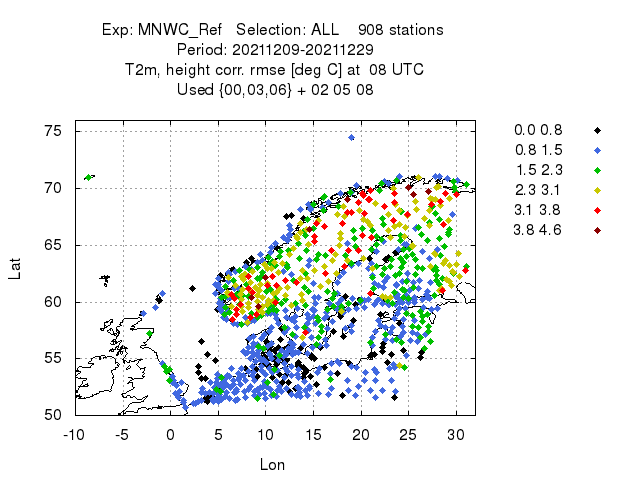 Exp: MNWC_Ref   Selection: ALL    908 stations
Period: 20211209-20211229
T2m, height corr. rmse [deg C] at  08 UTC
Used {00,03,06} + 02 05 08
75
70
65
60
55
50
Lat
-10 -5 0 5 10 15 20 25 30
Lon
0.0 0.8
0.8 1.5
1.5 2.3
2.3 3.1
3.1 3.8
3.8 4.6